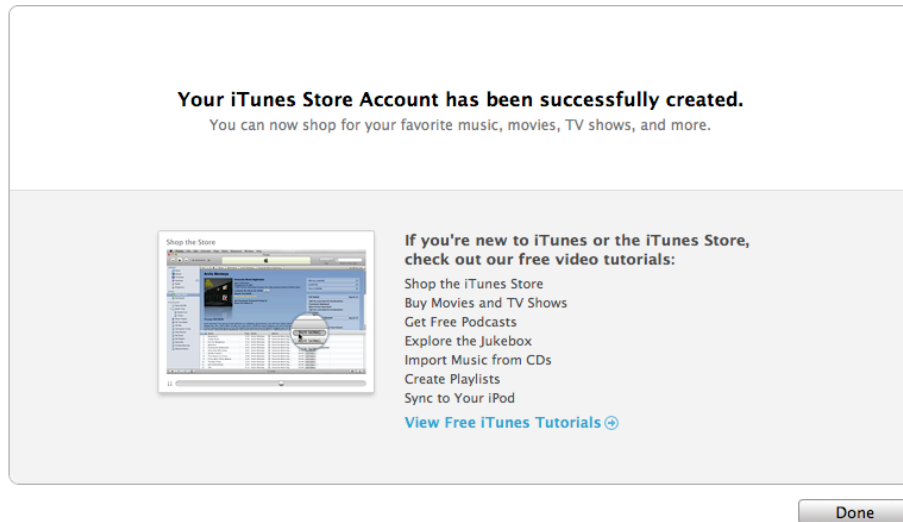 Your iTunes Store Account has been successfully created.
You can now shop for your favorite music, movies, TV shows, and more.
Shop the Store
If you're new to iTunes or the iTunes Store,
check out our free video tutorials:
Shop the iTunes Store
Buy Movies and TV Shows
Get Free Podcasts
Explore the Jukebox
Import Music from CDs
Create Playlists
Sync to Your iPod
View Free iTunes Tutorials
Done